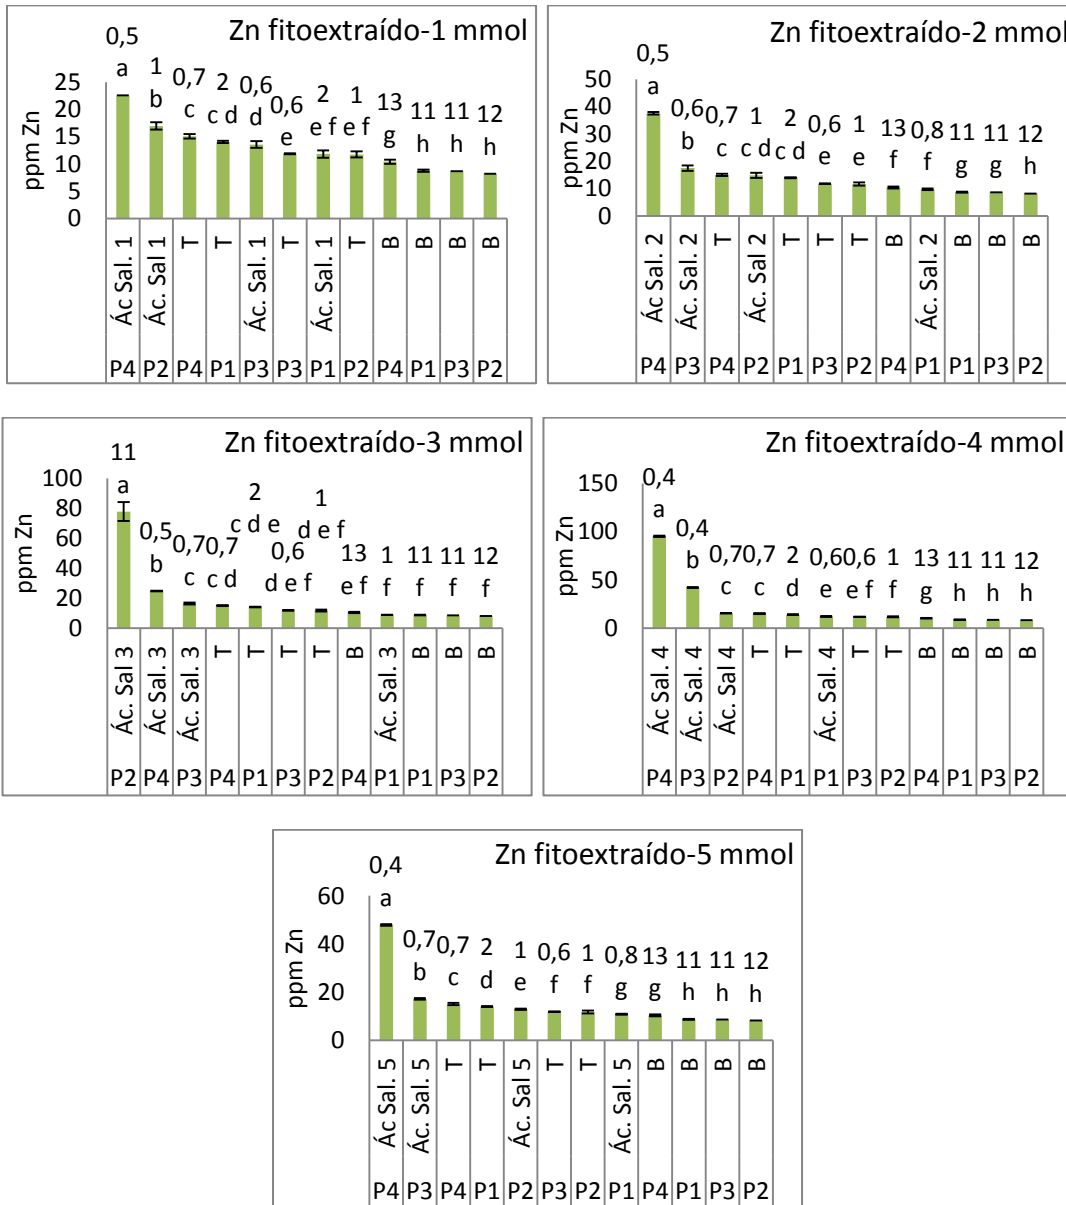 Zn fitoextraído-1 mmol
0,5 1 0,7 2 0,6 0,6 2 1 13 11 11 12
a b c c d d e e f e f g h h h
ppm Zn
25
20
15
10
5
0
Ác Sal. 1 Ác. Sal 1 T T Ác. Sal. 1 T Ác. Sal. 1 T B B B B
P4 P2 P4 P1 P3 P3 P1 P2 P4 P1 P3 P2
Zn fitoextraído-2 mmol
0,5 0,6 0,7 1 2 0,6 1 13 0,8 11 11 12
a b c c d c d e e f f g g h
ppm Zn
50
40
30
20
10
0
Ác Sal. 2 Ác. Sal. 2 T Ác. Sal 2 T T T B Ác. Sal. 2 B B B
P4 P3 P4 P2 P1 P3 P2 P4 P1 P1 P3 P2
Zn fitoextraído-3 mmol
11 0,5 0,7 0,7 2 0,6 1 13 1 11 11 12
a b c c d c d e d e f d e f e f f f f f
ppm Zn
100
80
60
40
20
0
Ác. Sal 3 Ác Sal. 3 Ác. Sal. 3 T T T T B Ác. Sal. 3 B B B
P2 P4 P3 P4 P1 P3 P2 P4 P1 P1 P3 P2
Zn fitoextraído-4 mmol
0,4 0,4 0,7 0,7 2 0,6 0,6 1 13 11 11 12
a b c c d e e f f g h h h
ppm Zn
150
100
50
0
Ác Sal. 4 Ác. Sal. 4 Ác. Sal 4 T T Ác. Sal. 4 T T B B B B
P4 P3 P2 P4 P1 P1 P3 P2 P4 P1 P3 P2
Zn fitoextraído-5 mmol
0,4 0,7 0,7 2 1 0,6 1 0,8 13 11 11 12
a b c d e f f g g h h h
ppm Zn
60
40
20
0
Ác Sal. 5 Ác. Sal. 5 T T Ác. Sal 5 T T Ác. Sal. 5 B B B B
P4 P3 P4 P1 P2 P3 P2 P1 P4 P1 P3 P2